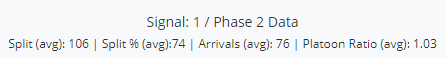 Signal: 1 / Phase 2 Data
Split (avg): 106 | Split % (avg):74 | Arrivals (avg): 76 | Platoon Ratio (avg): 1.03